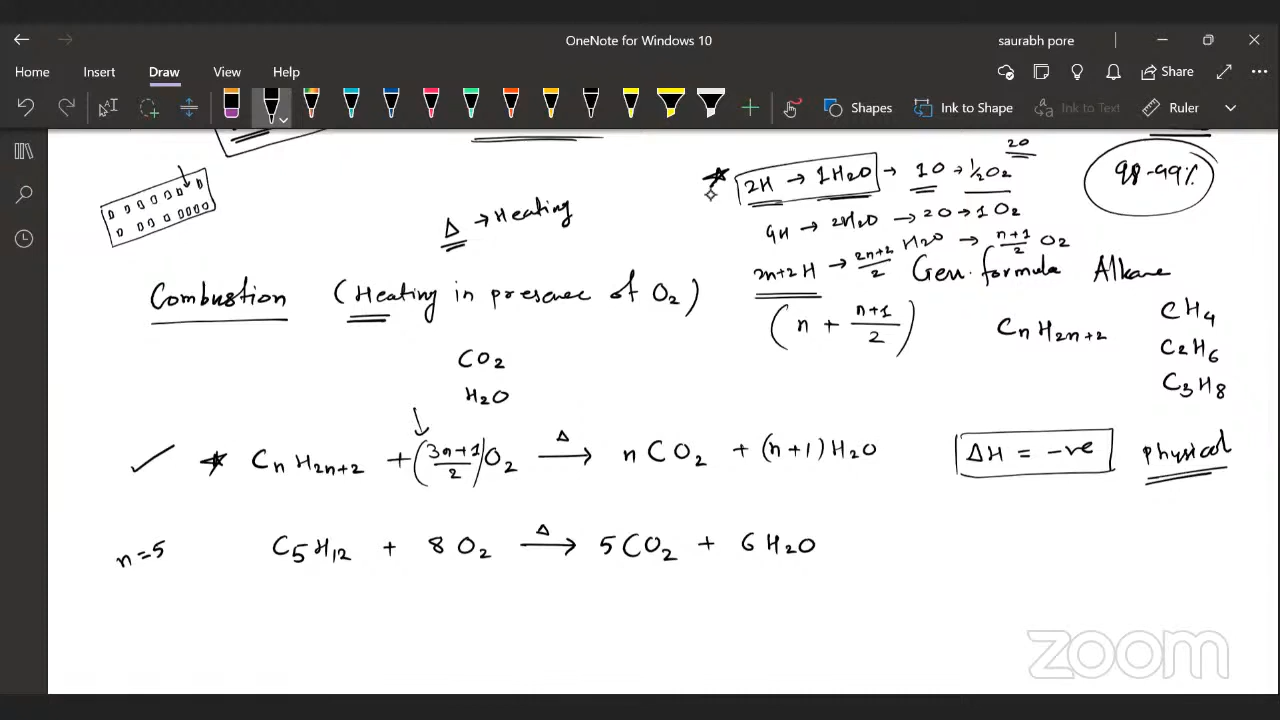 OneNote for Windows 10
saurabh pore
Home Insert Draw View Help
Share
Shapes Ink to Shape Ink to Text Ruler
20
2H → 1H2O → 1O → ½O2
98-99%
Δ → Heating
4H → 2H2O → 2O → 1O2
2n+2H → 2n+2/2 H2O → n+1/2 O2
Combustion (Heating in presence of O2)
Gen. formula Alkane
(n + n+1/2)
CnH2n+2
CH4
C2H6
C3H8
CO2
H2O
CnH2n+2 + (3n+1/2)O2 Δ→ nCO2 + (n+1)H2O
ΔH = -ve
physical
n=5 C5H12 + 8O2 Δ→ 5CO2 + 6H2O
zoom